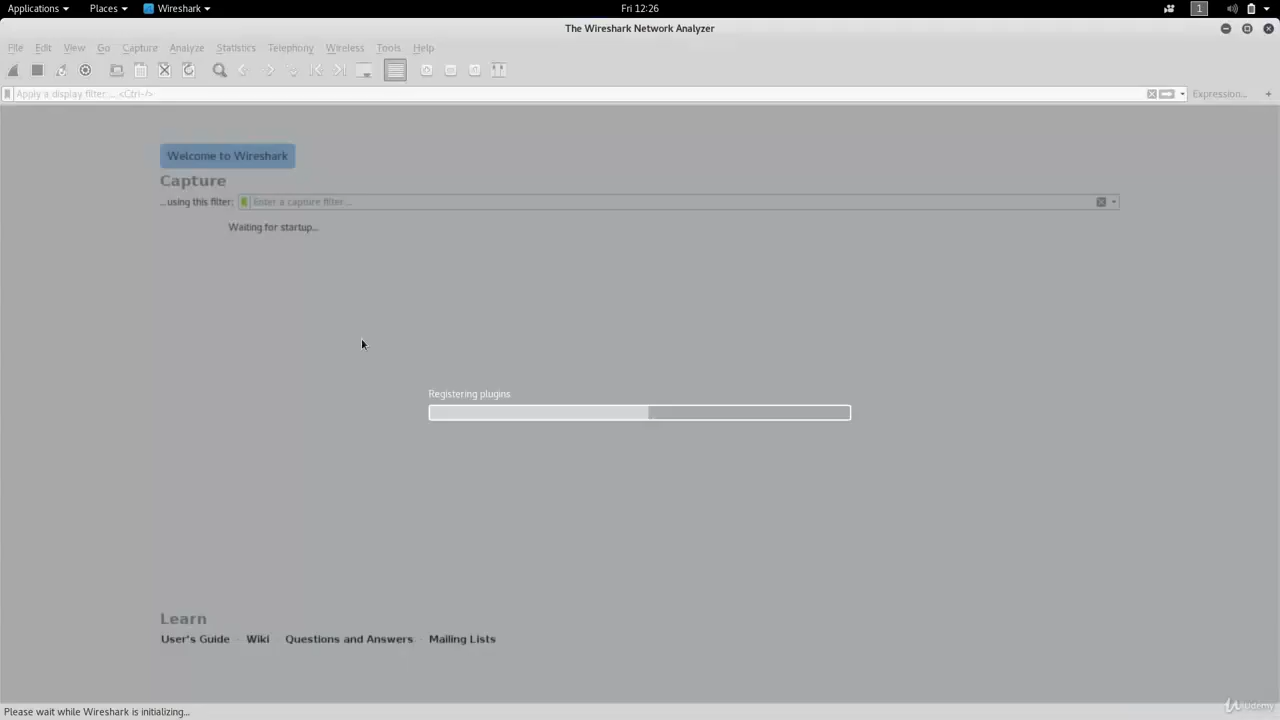 Applications Places Wireshark Fri 12:26 1
The Wireshark Network Analyzer
File Edit View Go Capture Analyze Statistics Telephony Wireless Tools Help
Apply a display filter ... <Ctrl-/> Expression... +
Welcome to Wireshark
Capture
...using this filter: Enter a capture filter ...
Waiting for startup...
Registering plugins
Learn
User's Guide · Wiki · Questions and Answers · Mailing Lists
Please wait while Wireshark is initializing...
Udemy